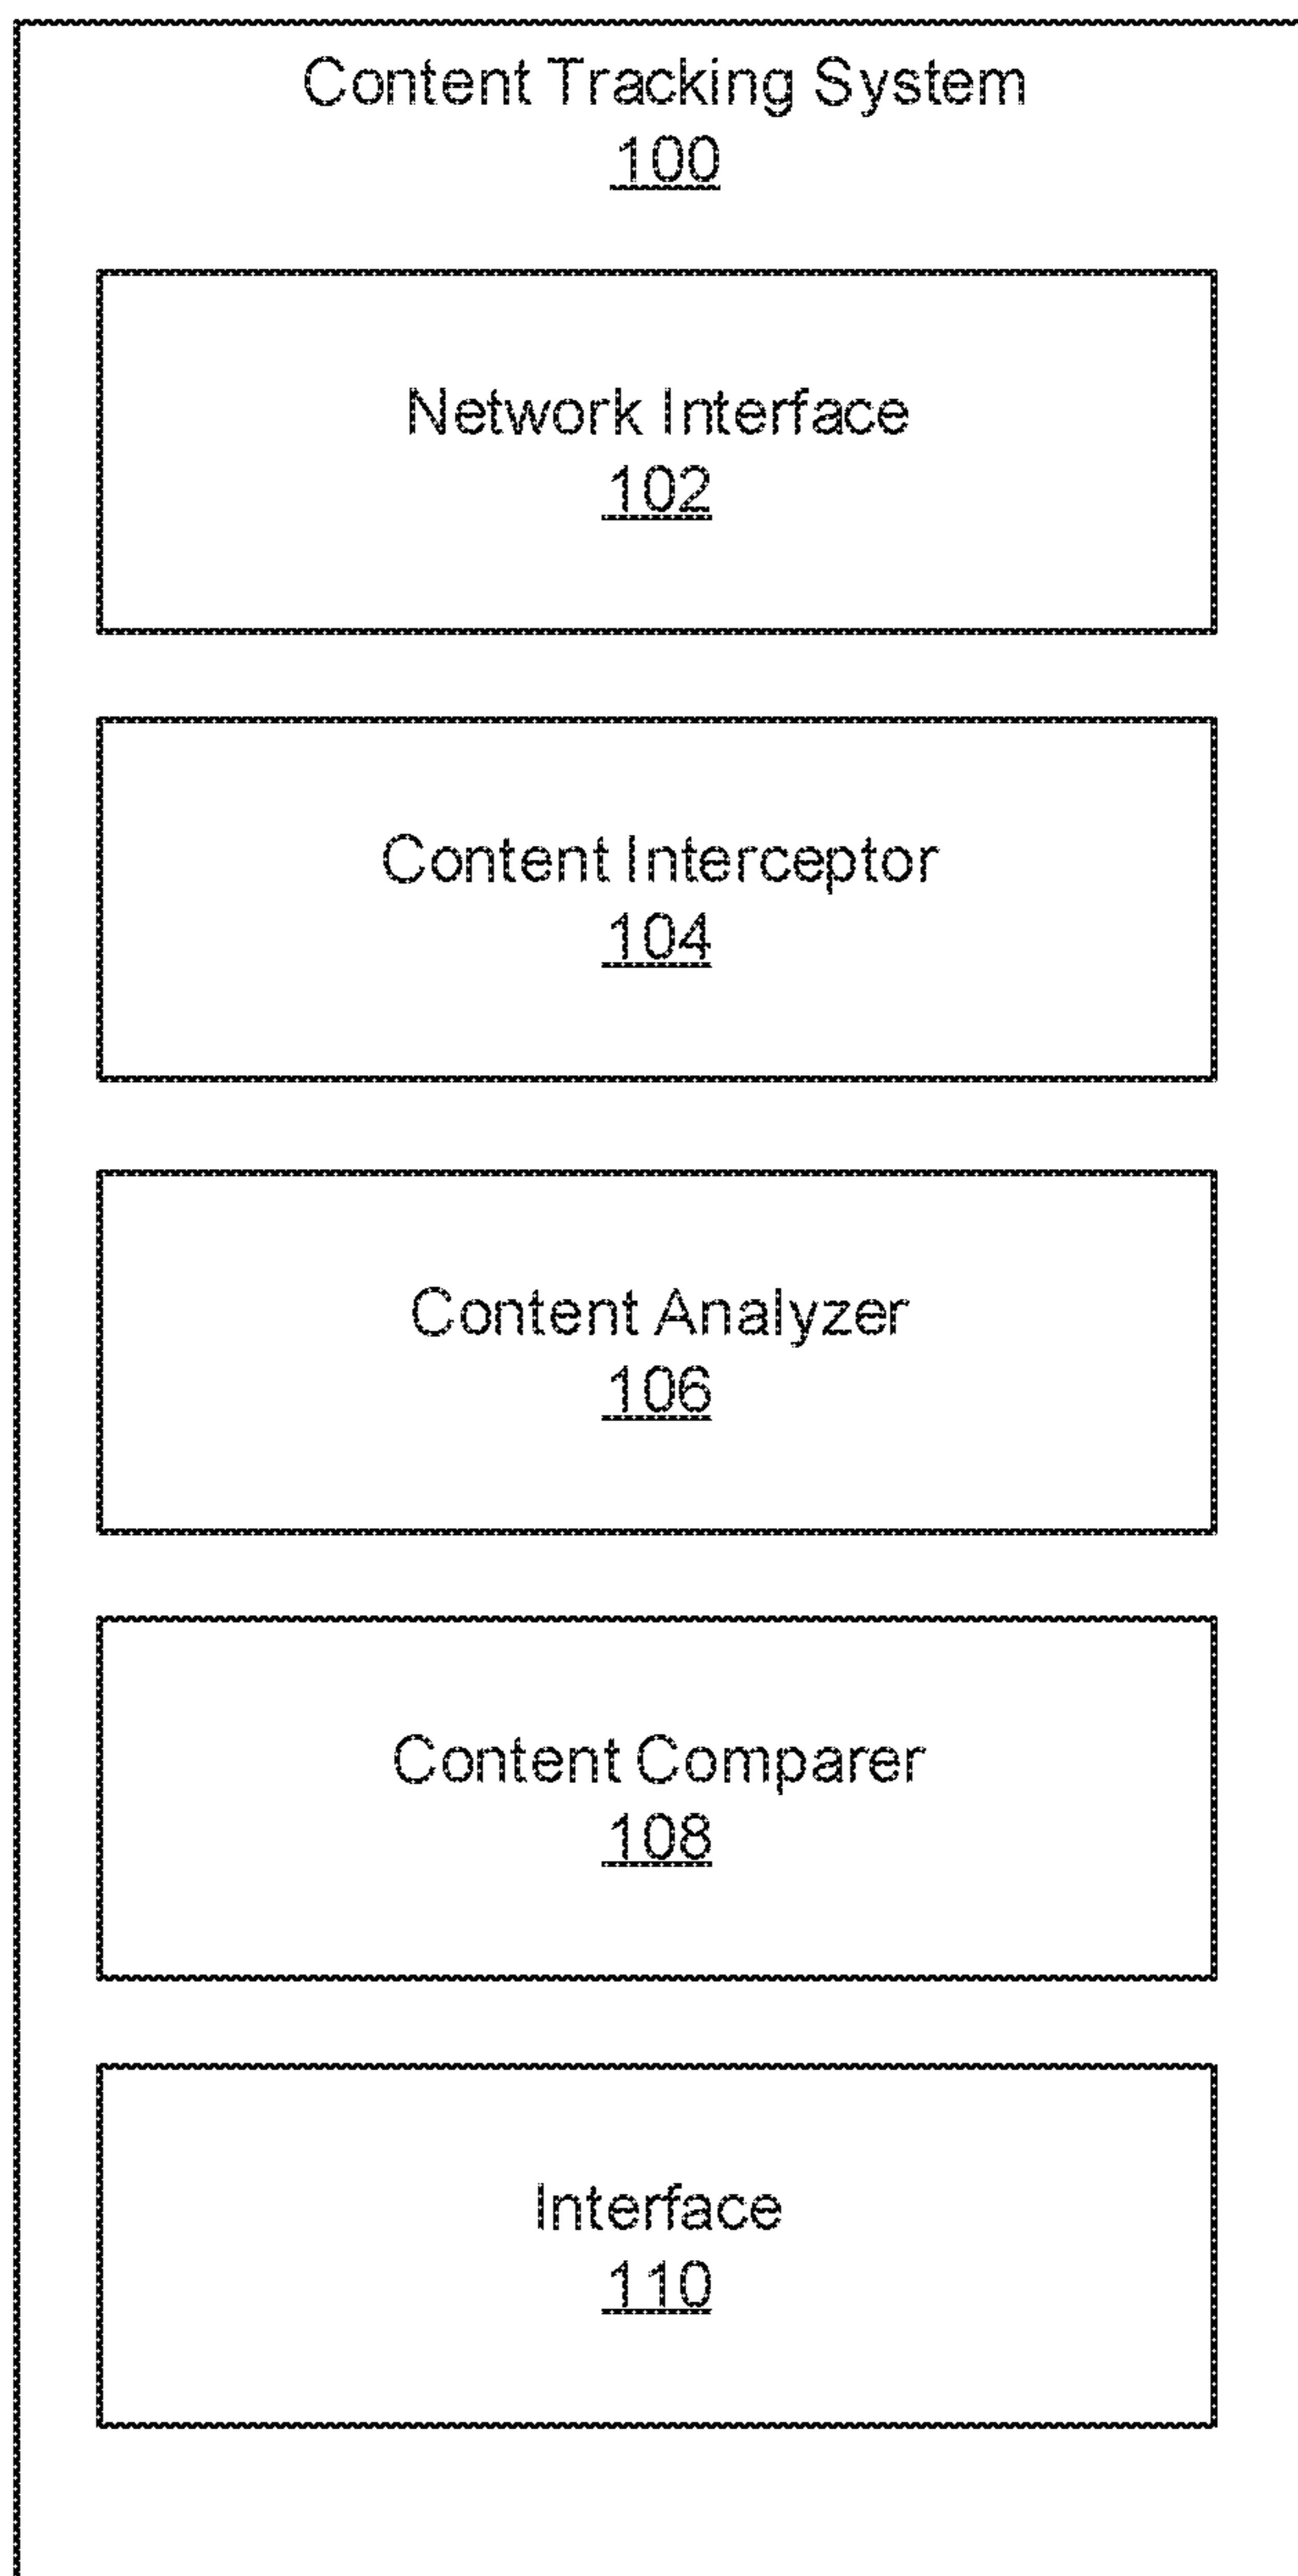 Content Tracking System
100
Network Interface
102
Content Interceptor
104
Content Analyzer
106
Content Comparer
108
Interface
110